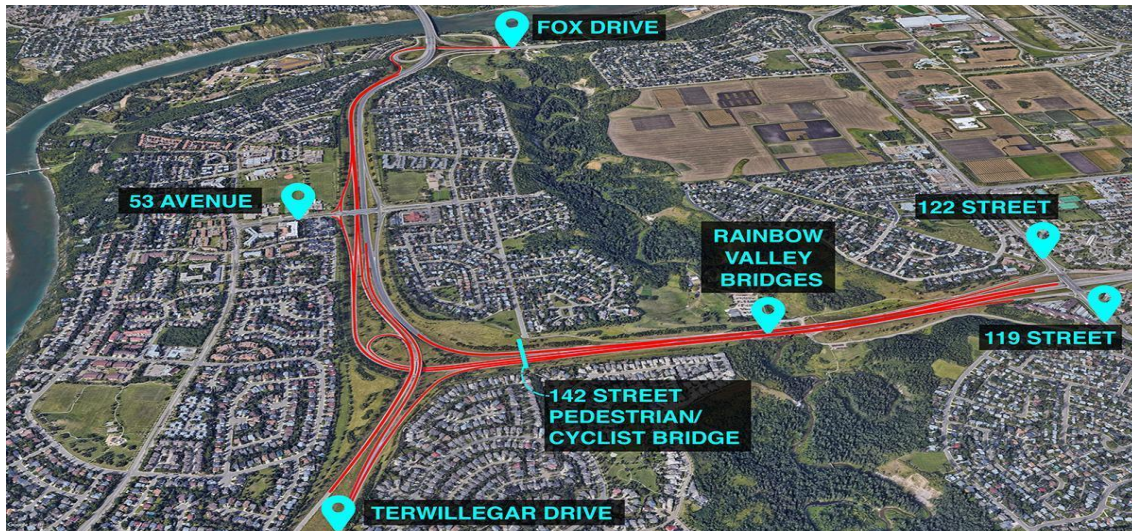 FOX DRIVE
53 AVENUE
122 STREET
RAINBOW
VALLEY
BRIDGES
119 STREET
142 STREET
PEDESTRIAN/
CYCLIST BRIDGE
TERWILLEGAR DRIVE